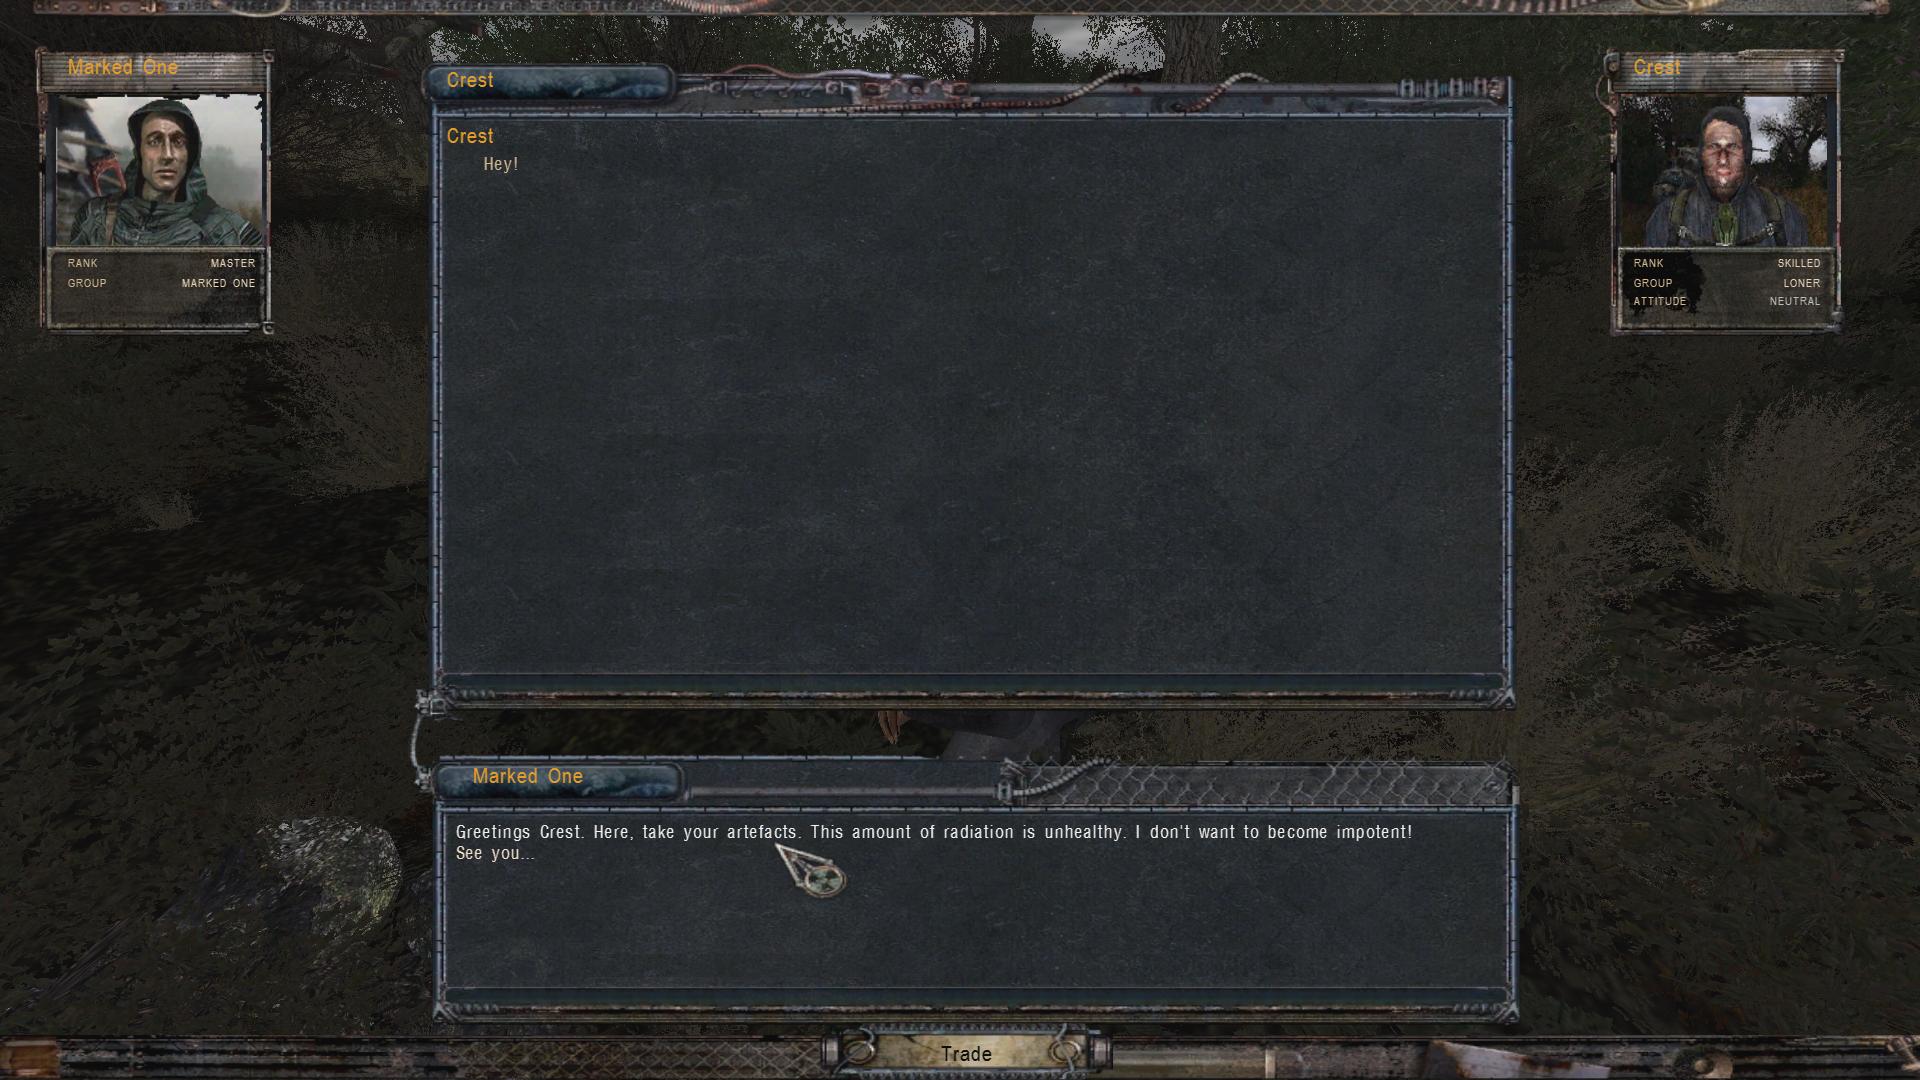 Marked One
RANK MASTER
GROUP MARKED ONE
Crest
Crest
Hey!
Crest
RANK SKILLED
GROUP LONER
ATTITUDE NEUTRAL
Marked One
Greetings Crest. Here, take your artefacts. This amount of radiation is unhealthy. I don't want to become impotent!
See you...
Trade